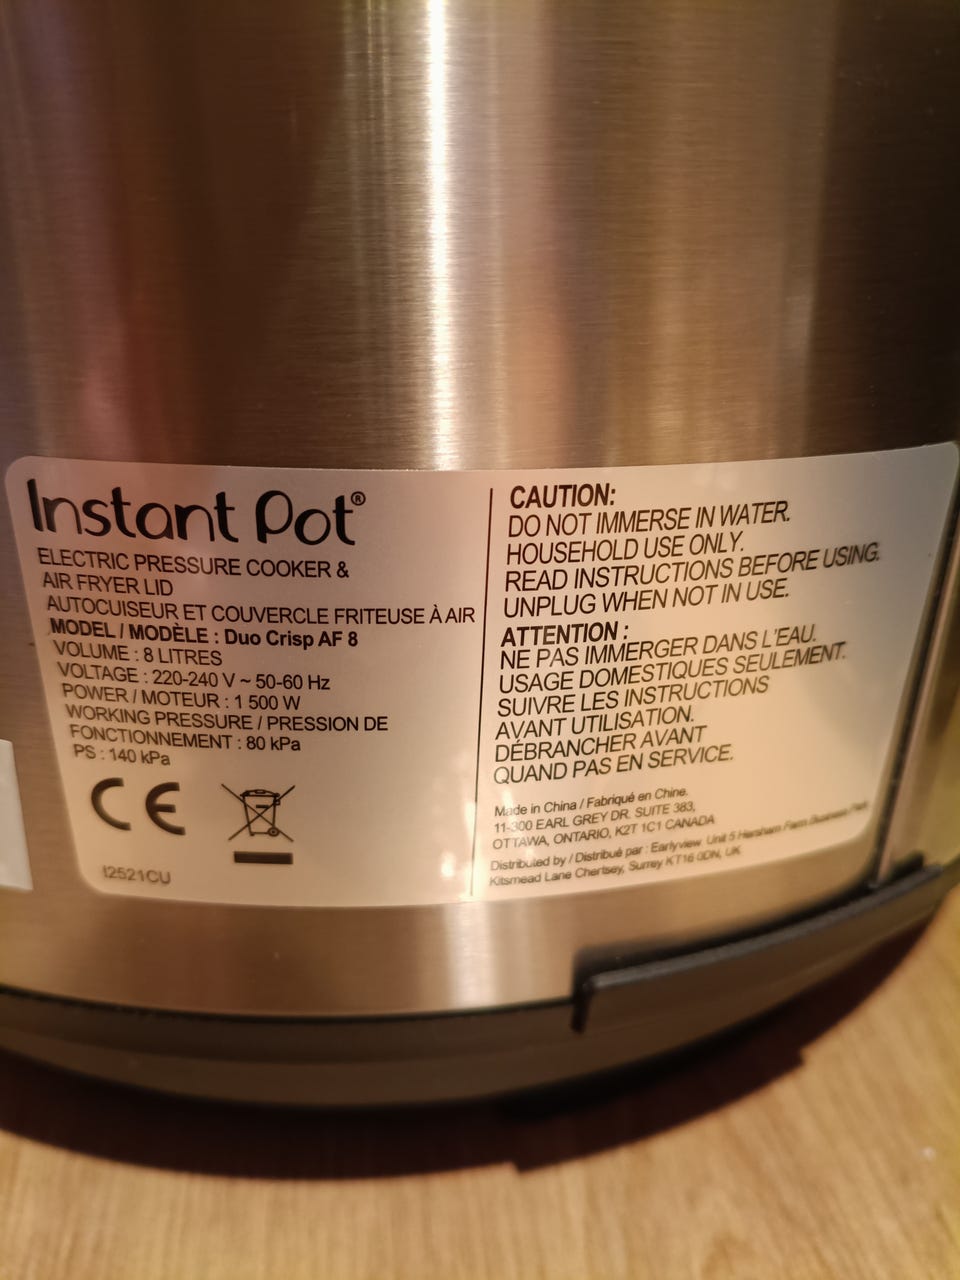 Instant Pot®
ELECTRIC PRESSURE COOKER &
AIR FRYER LID
AUTOCUISEUR ET COUVERCLE FRITEUSE À AIR
MODEL / MODÈLE : Duo Crisp AF 8
VOLUME : 8 LITRES
VOLTAGE : 220-240 V ~ 50-60 Hz
POWER / MOTEUR : 1 500 W
WORKING PRESSURE / PRESSION DE
FONCTIONNEMENT : 80 kPa
PS : 140 kPa
CE
I2521CU
CAUTION:
DO NOT IMMERSE IN WATER.
HOUSEHOLD USE ONLY.
READ INSTRUCTIONS BEFORE USING.
UNPLUG WHEN NOT IN USE.
ATTENTION :
NE PAS IMMERGER DANS L'EAU.
USAGE DOMESTIQUES SEULEMENT.
SUIVRE LES INSTRUCTIONS
AVANT UTILISATION.
DÉBRANCHER AVANT
QUAND PAS EN SERVICE.
Made in China / Fabriqué en Chine.
11-300 EARL GREY DR. SUITE 383,
OTTAWA, ONTARIO, K2T 1C1 CANADA
Distributed by / Distribué par : Earlyview Unit 5 Hersham Farm Business Park,
Kitsmead Lane Chertsey, Surrey KT16 0DN, UK